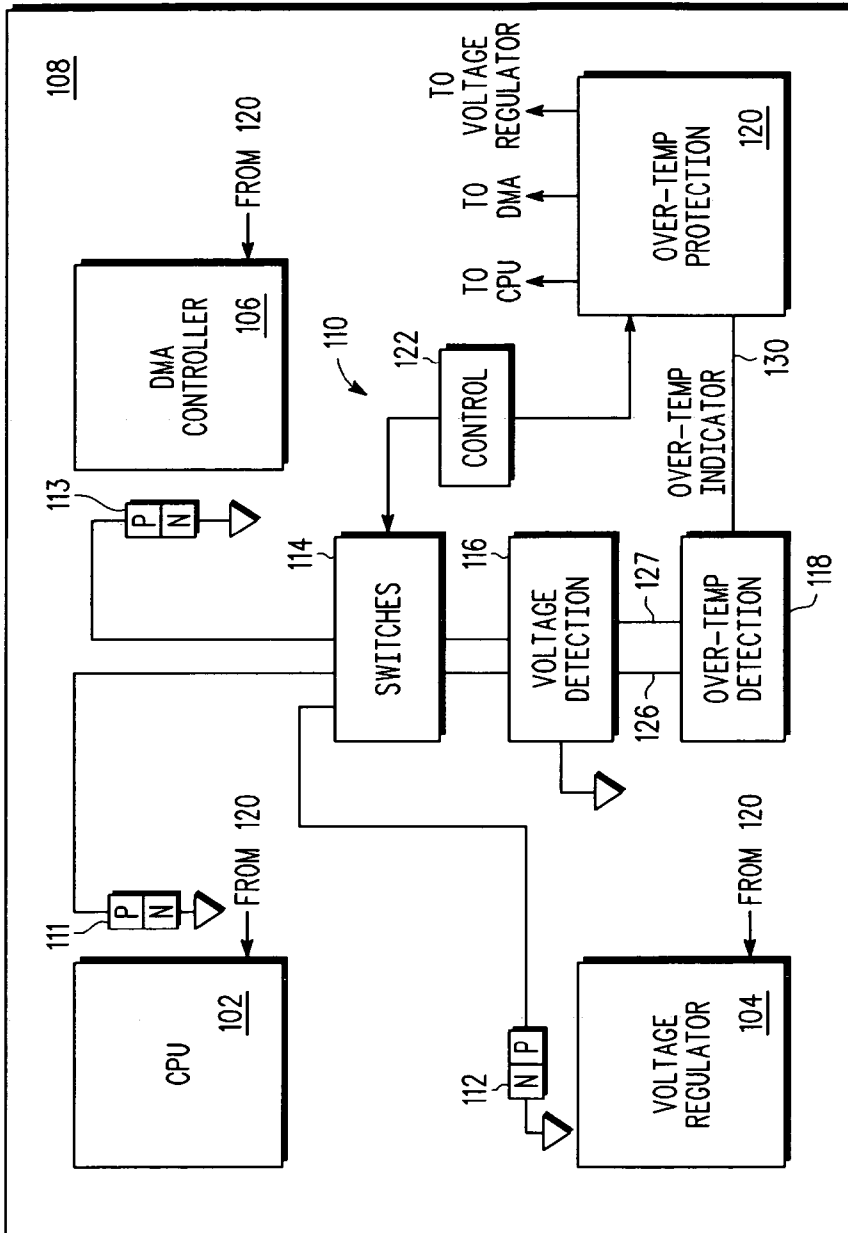 108
CPU
102
FROM 120
111
P
N
113
P
N
DMA
CONTROLLER
106
FROM 120
110
114
SWITCHES
122
CONTROL
TO
CPU
TO
DMA
TO
VOLTAGE
REGULATOR
116
VOLTAGE
DETECTION
112
N
P
126
127
OVER-TEMP
INDICATOR
130
OVER-TEMP
PROTECTION
120
VOLTAGE
REGULATOR
104
FROM 120
OVER-TEMP
DETECTION
118